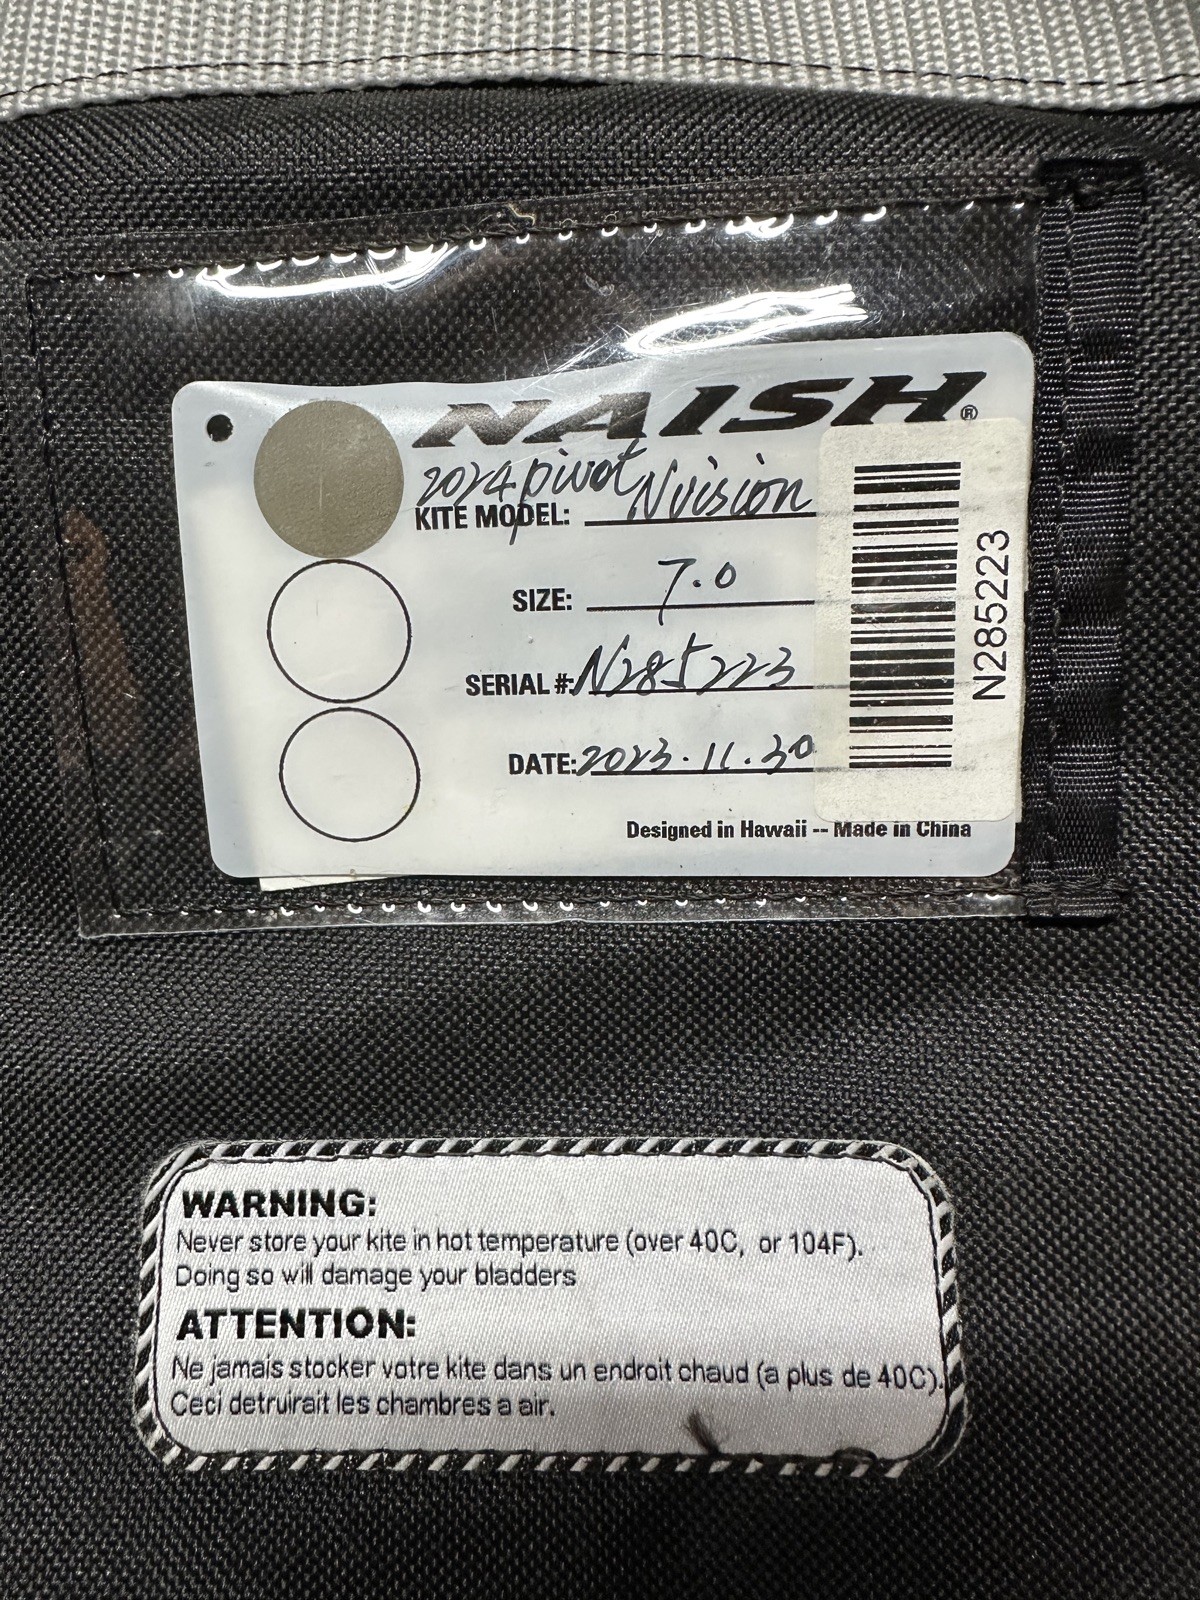 NAISH®
2024 pivot Nvision
KITE MODEL:
SIZE: 7.0
SERIAL #: N285223
DATE: 2023.11.30
N285223
Designed in Hawaii -- Made in China
WARNING:
Never store your kite in hot temperature (over 40C, or 104F).
Doing so will damage your bladders
ATTENTION:
Ne jamais stocker votre kite dans un endroit chaud (a plus de 40C).
Ceci detruirait les chambres a air.